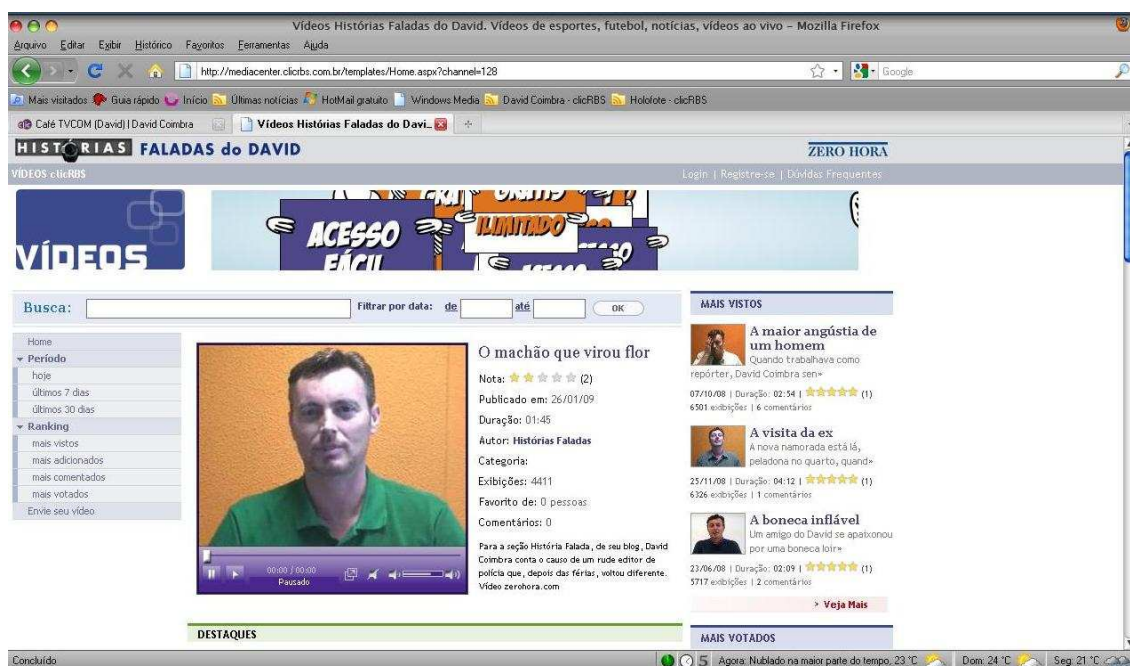 Vídeos Histórias Faladas do David. Vídeos de esportes, futebol, notícias, vídeos ao vivo – Mozilla Firefox
Arquivo Editar Exibir Histórico Favoritos Ferramentas Ajuda
http://mediacenter.clicrbs.com.br/templates/Home.aspx?channel=128
Google
Mais visitados Guia rápido Início Últimas notícias HotMail gratuito Windows Media David Coimbra - clicRBS Holofote - clicRBS
Café TVCOM (David) | David Coimbra
Vídeos Histórias Faladas do Davi...
HISTÓRIAS FALADAS do DAVID
ZERO HORA
VÍDEOS clicRBS
Login | Registre-se | Dúvidas Frequentes
VÍDEOS
ACESSO
FÁCIL
GRÁTIS
ILIMITADO
Busca:
Filtrar por data: de até OK
Home
Período
hoje
últimos 7 dias
últimos 30 dias
Ranking
mais vistos
mais adicionados
mais comentados
mais votados
Envie seu vídeo
00:00 / 00:00
Pausado
O machão que virou flor
Nota: (2)
Publicado em: 26/01/09
Duração: 01:45
Autor: Histórias Faladas
Categoria:
Exibições: 4411
Favorito de: 0 pessoas
Comentários: 0
Para a seção História Falada, de seu blog, David
Coimbra conta o causo de um rude editor de
polícia que, depois das férias, voltou diferente.
Vídeo zerohora.com
MAIS VISTOS
A maior angústia de
um homem
Quando trabalhava como
repórter, David Coimbra sen»
07/10/08 | Duração: 02:54 | (1)
6501 exibições | 6 comentários
A visita da ex
A nova namorada está lá,
peladona no quarto, quand»
25/11/08 | Duração: 04:12 | (1)
6326 exibições | 1 comentários
A boneca inflável
Um amigo do David se apaixonou
por uma boneca loir»
23/06/08 | Duração: 02:09 | (1)
5717 exibições | 2 comentários
> Veja Mais
DESTAQUES
MAIS VOTADOS
Concluído
5 Agora: Nublado na maior parte do tempo, 23 °C Dom: 24 °C Seg: 21 °C